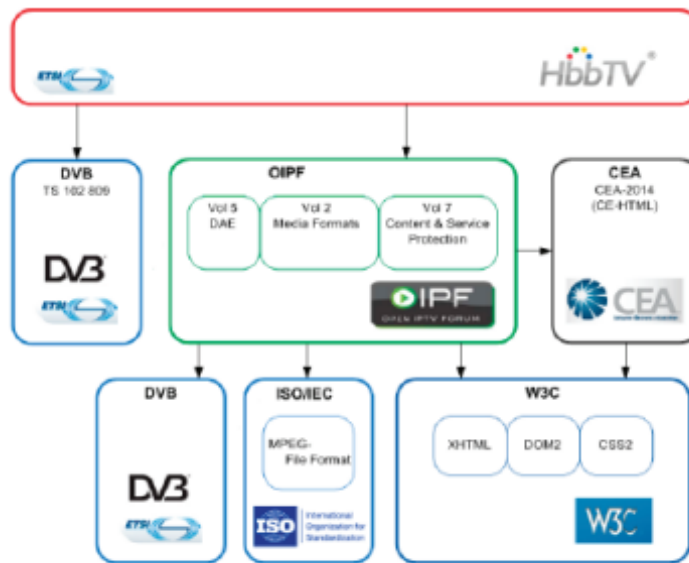 ETSI
HbbTV®
DVB
TS 102 809
DVB
ETSI
OIPF
Vol 5
DAE
Vol 2
Media Formats
Vol 7
Content & Service
Protection
OIPF
OPEN IPTV FORUM
CEA
CEA-2014
(CE-HTML)
CEA
DVB
DVB
ETSI
ISO/IEC
MPEG-
File Format
ISO
International
Organization for
Standardization
W3C
XHTML
DOM2
CSS2
W3C